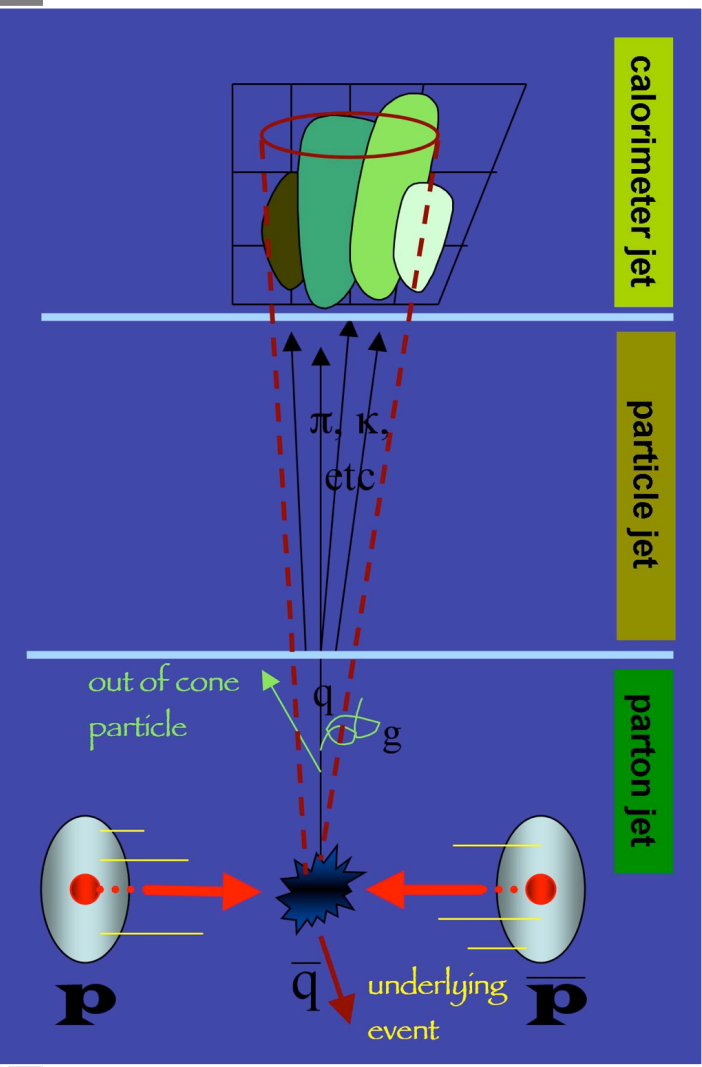 calorimeter jet
π, κ,
etc
particle jet
out of cone
particle
q
g
parton jet
p
q̅
underlying
event
p̅